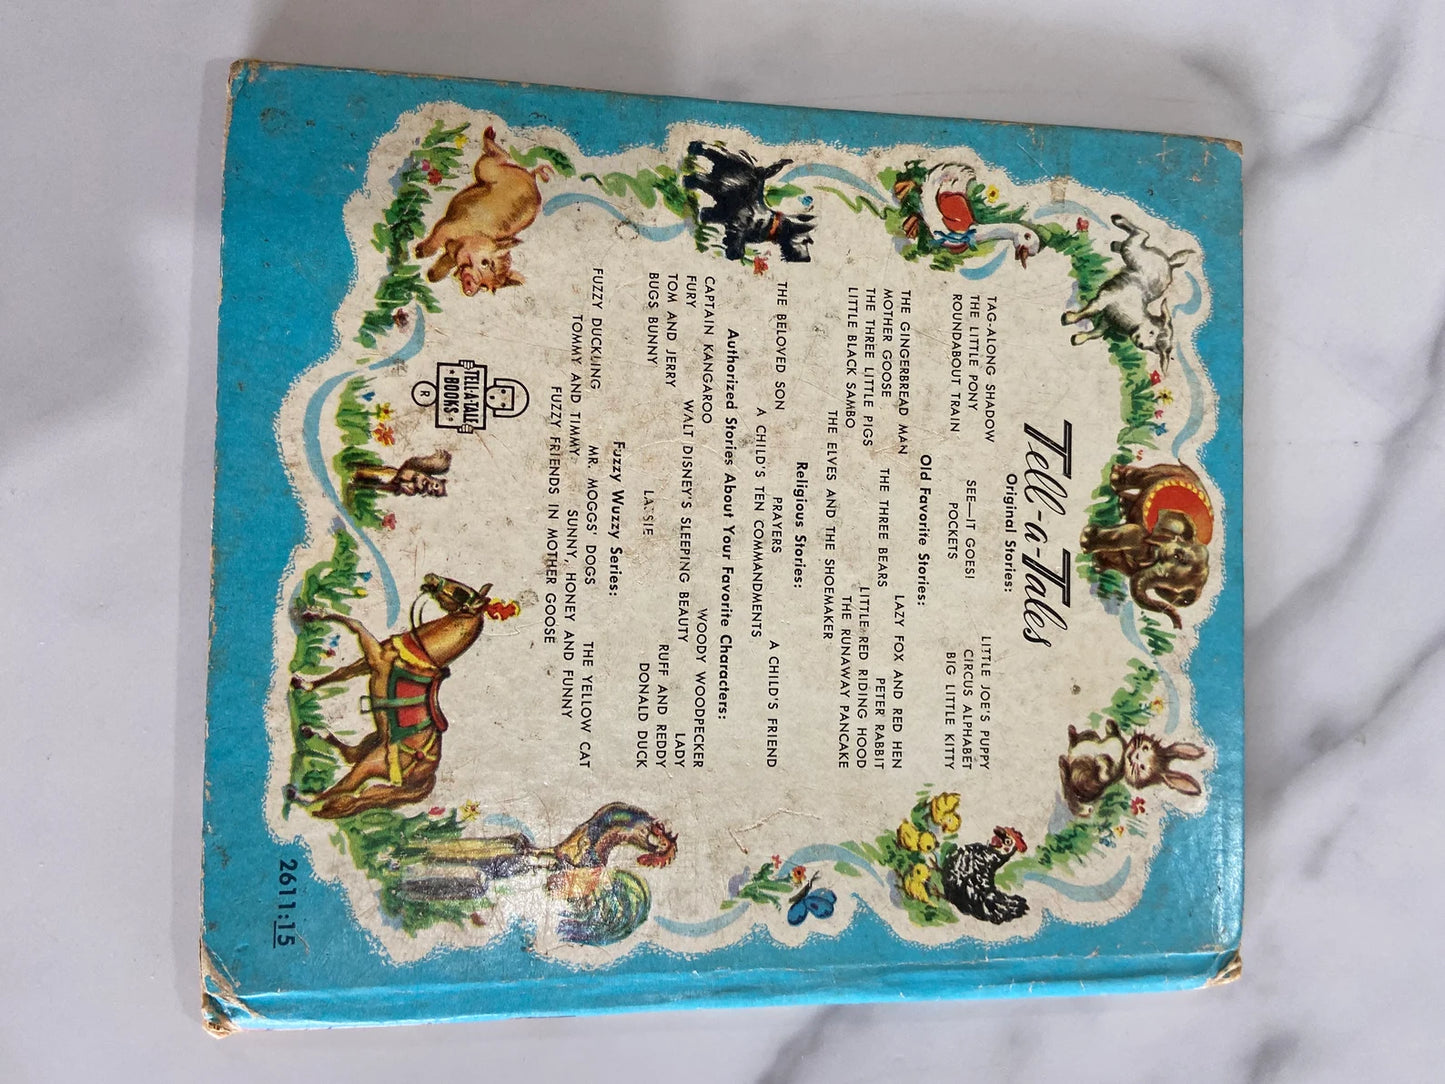 Tell-a-Tales
Original Stories:
TAG-ALONG SHADOW
LITTLE JOE'S PUPPY
THE LITTLE PONY
SEE—IT GOES!
CIRCUS ALPHABET
ROUNDABOUT TRAIN
POCKETS
BIG LITTLE KITTY
Old Favorite Stories:
THE GINGERBREAD MAN
LAZY FOX AND RED HEN
MOTHER GOOSE
THE THREE BEARS
PETER RABBIT
THE THREE LITTLE PIGS
LITTLE RED RIDING HOOD
LITTLE BLACK SAMBO
THE RUNAWAY PANCAKE
THE ELVES AND THE SHOEMAKER
Religious Stories:
THE BELOVED SON
PRAYERS
A CHILD'S FRIEND
A CHILD'S TEN COMMANDMENTS
Authorized Stories About Your Favorite Characters:
CAPTAIN KANGAROO
WOODY WOODPECKER
FURY
WALT DISNEY'S SLEEPING BEAUTY
LADY
TOM AND JERRY
RUFF AND REDDY
BUGS BUNNY
LASSIE
DONALD DUCK
Fuzzy Wuzzy Series:
FUZZY DUCKLING
MR. MOGGS' DOGS
THE YELLOW CAT
TOMMY AND TIMMY
SUNNY, HONEY AND FUNNY
FUZZY FRIENDS IN MOTHER GOOSE
TELL-A-TALE
BOOKS
R
2611:15